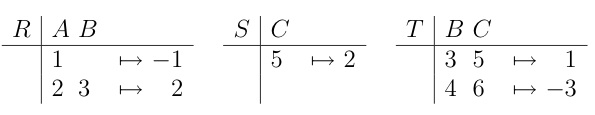 R A B S C T B C
1 ↦ −1 5 ↦ 2 3 5 ↦ 1
2 3 ↦ 2 4 6 ↦ −3